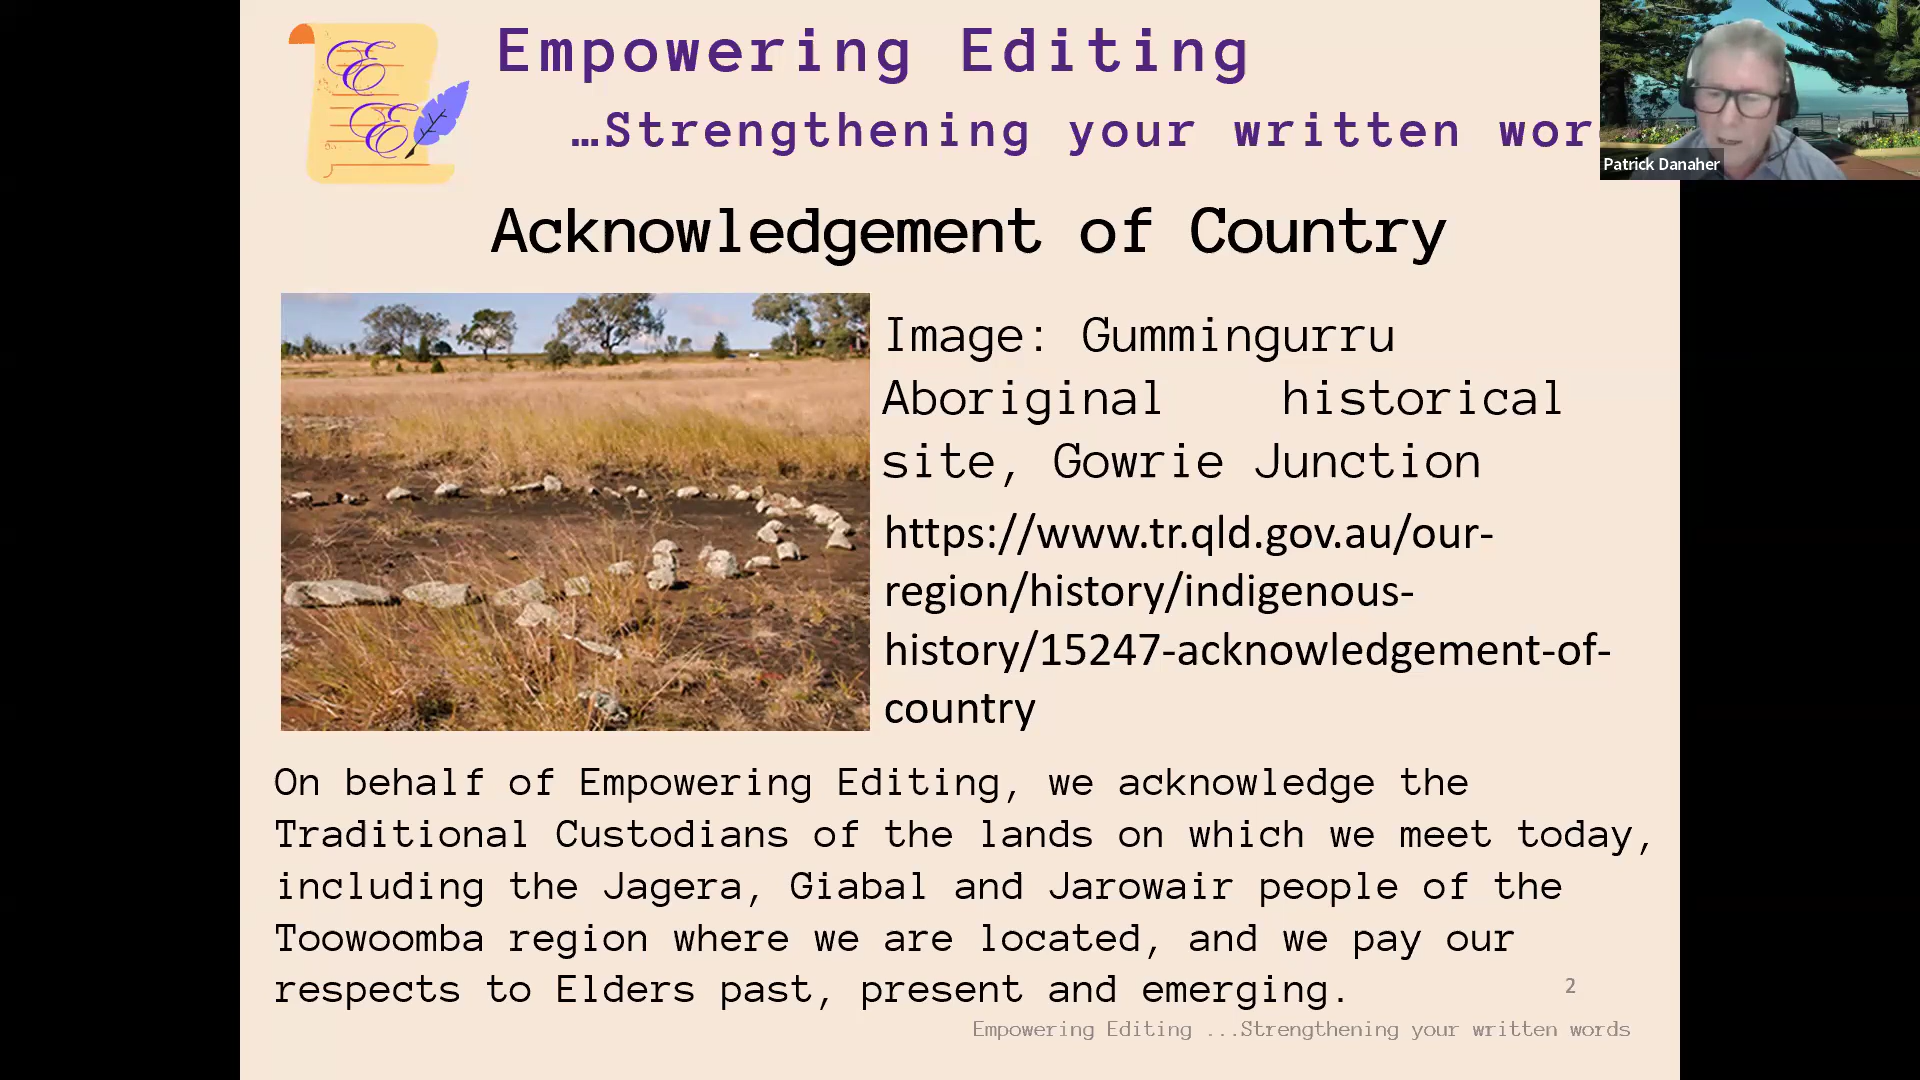 E
E
E
E
Empowering Editing
…Strengthening your written wor
Patrick Danaher
Acknowledgement of Country
Image: Gummingurru
Aboriginal historical
site, Gowrie Junction
https://www.tr.qld.gov.au/our-
region/history/indigenous-
history/15247-acknowledgement-of-
country
On behalf of Empowering Editing, we acknowledge the
Traditional Custodians of the lands on which we meet today,
including the Jagera, Giabal and Jarowair people of the
Toowoomba region where we are located, and we pay our
respects to Elders past, present and emerging.
2
Empowering Editing ...Strengthening your written words